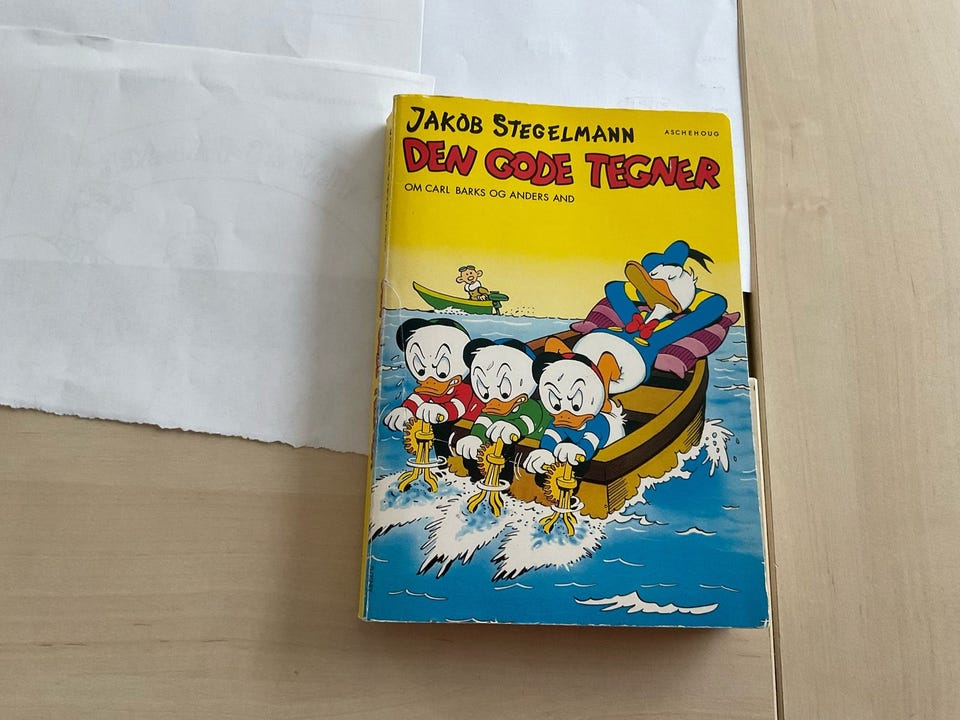 JAKOB STEGELMANN
ASCHEHOUG
DEN GODE TEGNER
OM CARL BARKS OG ANDERS AND